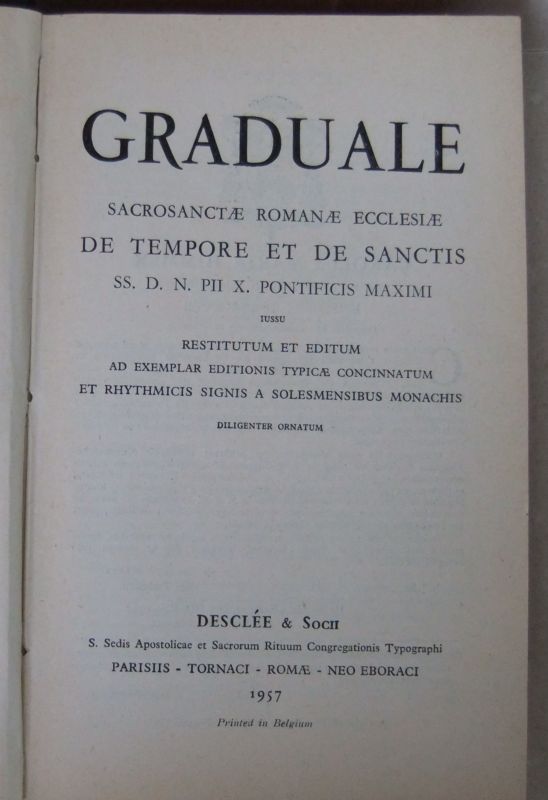 GRADUALE
SACROSANCTÆ ROMANÆ ECCLESIÆ
DE TEMPORE ET DE SANCTIS
SS. D. N. PII X. PONTIFICIS MAXIMI
IUSSU
RESTITUTUM ET EDITUM
AD EXEMPLAR EDITIONIS TYPICÆ CONCINNATUM
ET RHYTHMICIS SIGNIS A SOLESMENSIBUS MONACHIS
DILIGENTER ORNATUM
DESCLÉE & Socii
S. Sedis Apostolicae et Sacrorum Rituum Congregationis Typographi
PARISIIS - TORNACI - ROMÆ - NEO EBORACI
1957
Printed in Belgium